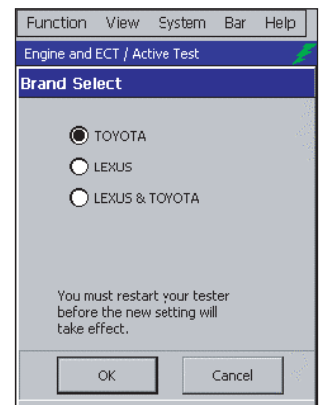 Function View System Bar Help
Engine and ECT / Active Test
Brand Select
TOYOTA
LEXUS
LEXUS & TOYOTA
You must restart your tester
before the new setting will
take effect.
OK Cancel